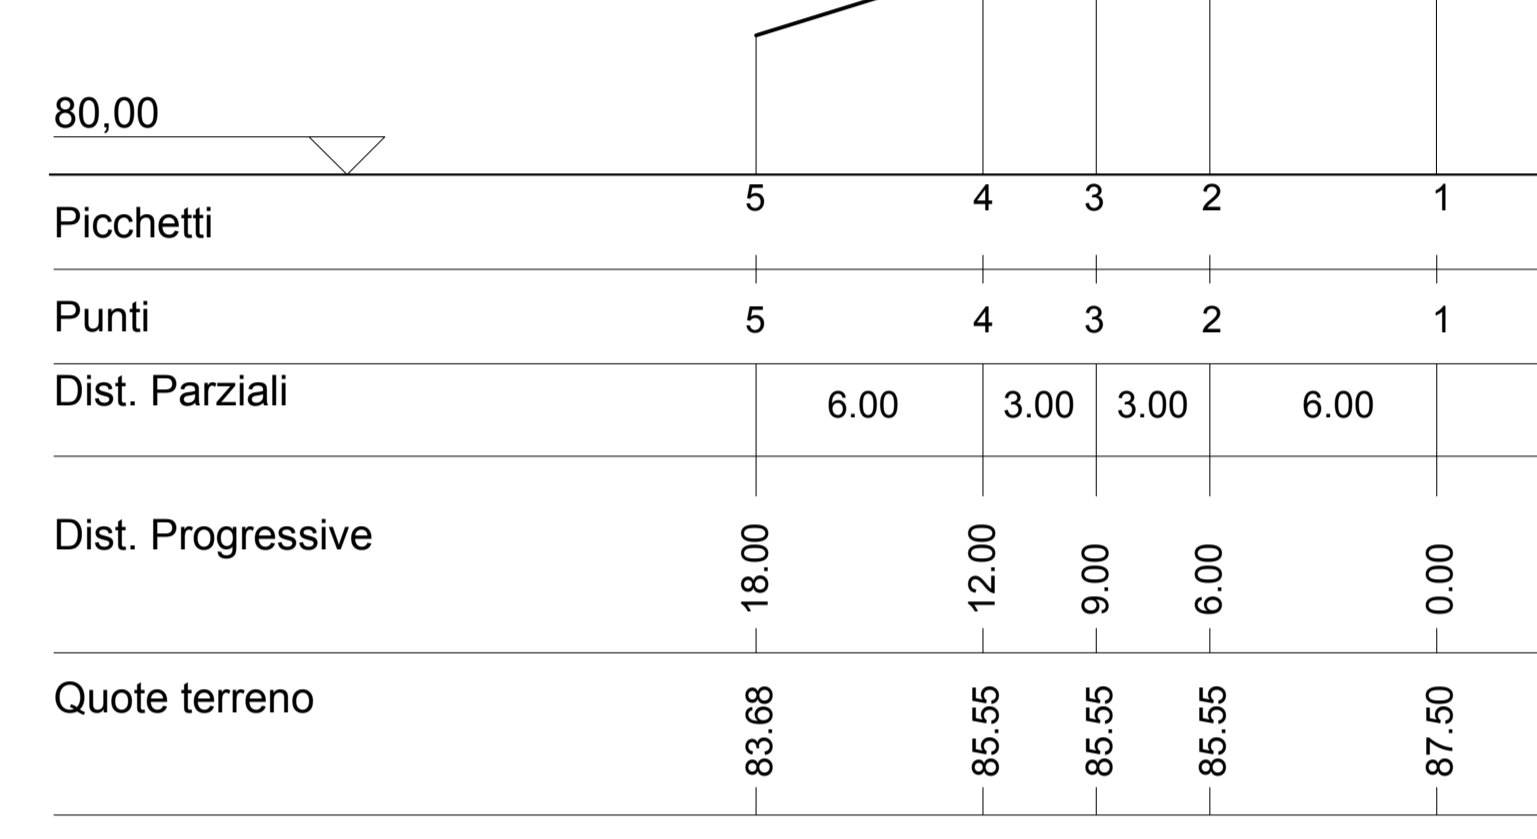 80,00
Picchetti 5 4 3 2 1
Punti 5 4 3 2 1
Dist. Parziali 6.00 3.00 3.00 6.00
Dist. Progressive 18.00 12.00 9.00 6.00 0.00
Quote terreno 83.68 85.55 85.55 85.55 87.50